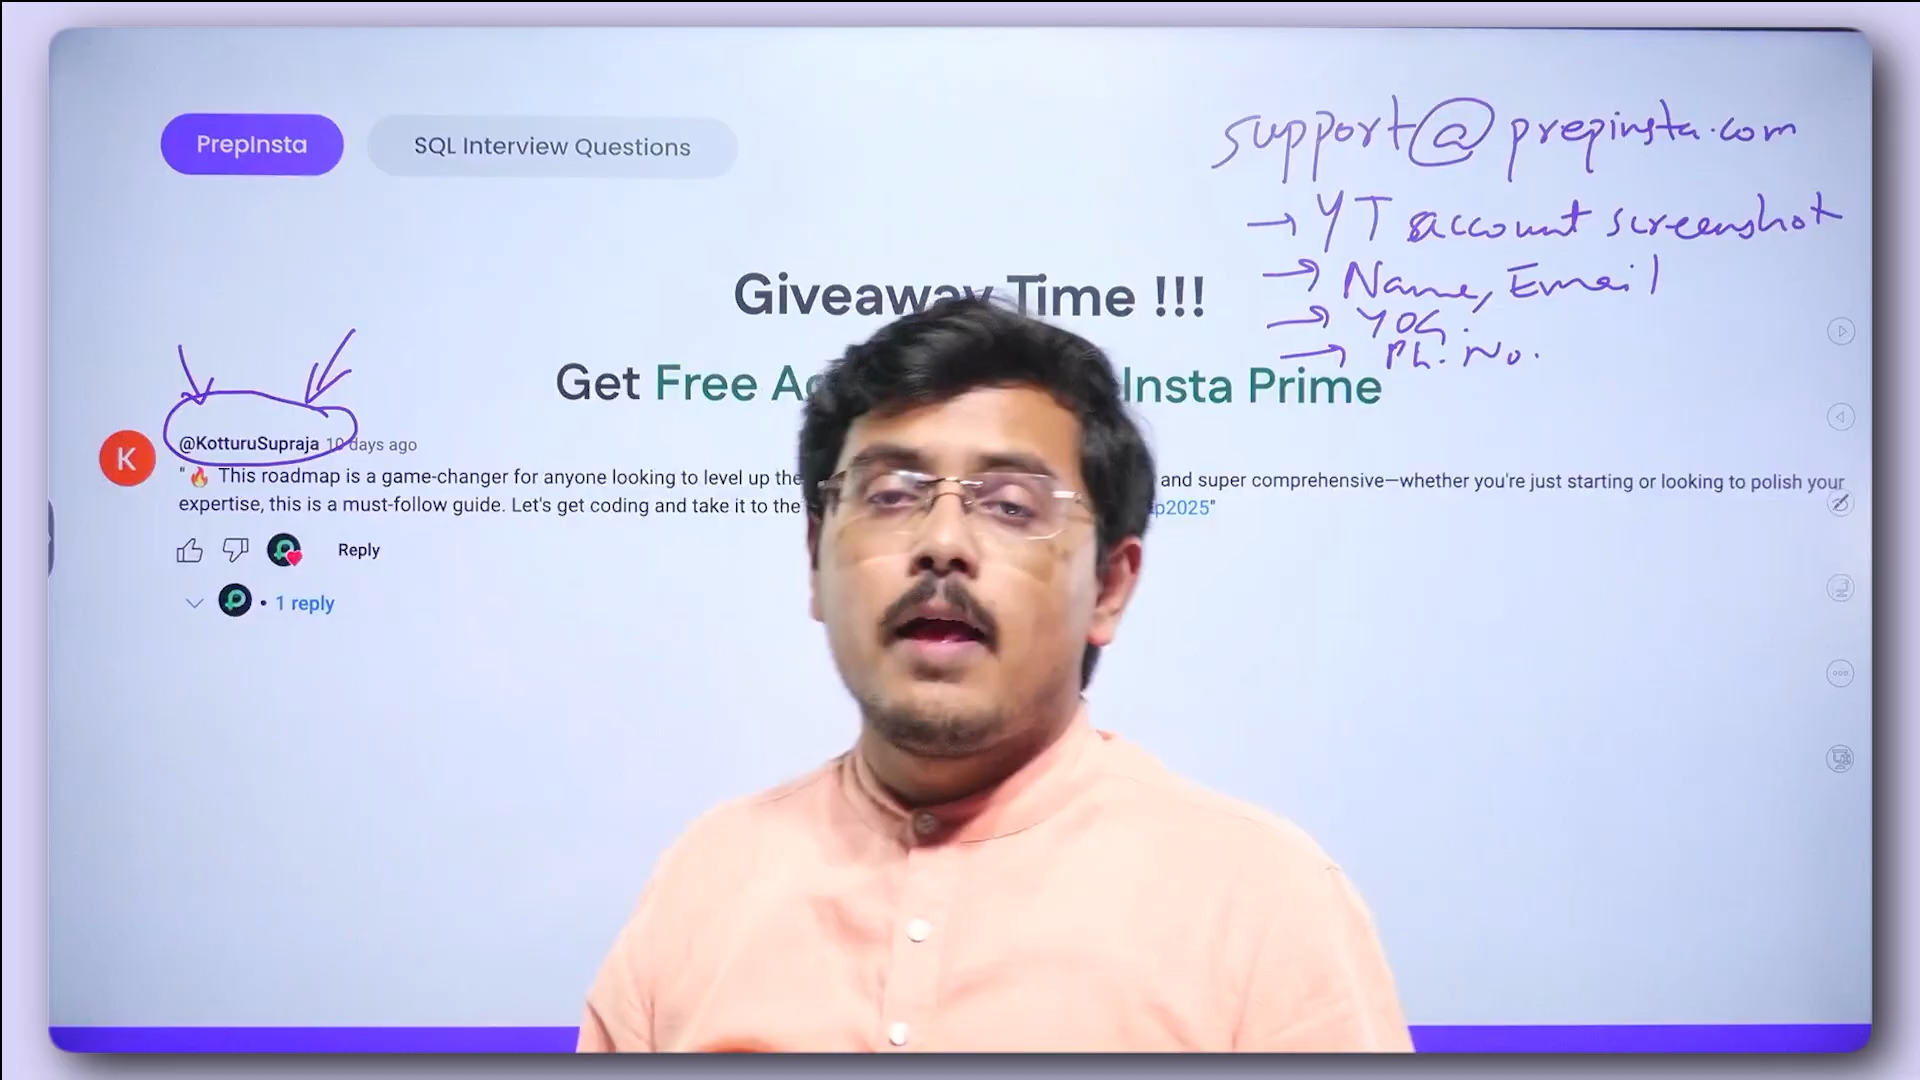 PrepInsta
SQL Interview Questions
support@prepinsta.com
→ YT account screenshot
→ Name, Email
→ YOG.
→ Ph. No.
Giveaway Time !!!
Get Free Insta Prime
K
@KotturuSupraja 10 days ago
"🔥 This roadmap is a game-changer for anyone looking to level up the and super comprehensive—whether you're just starting or looking to polish your
expertise, this is a must-follow guide. Let's get coding and take it to the p2025"
Reply
• 1 reply